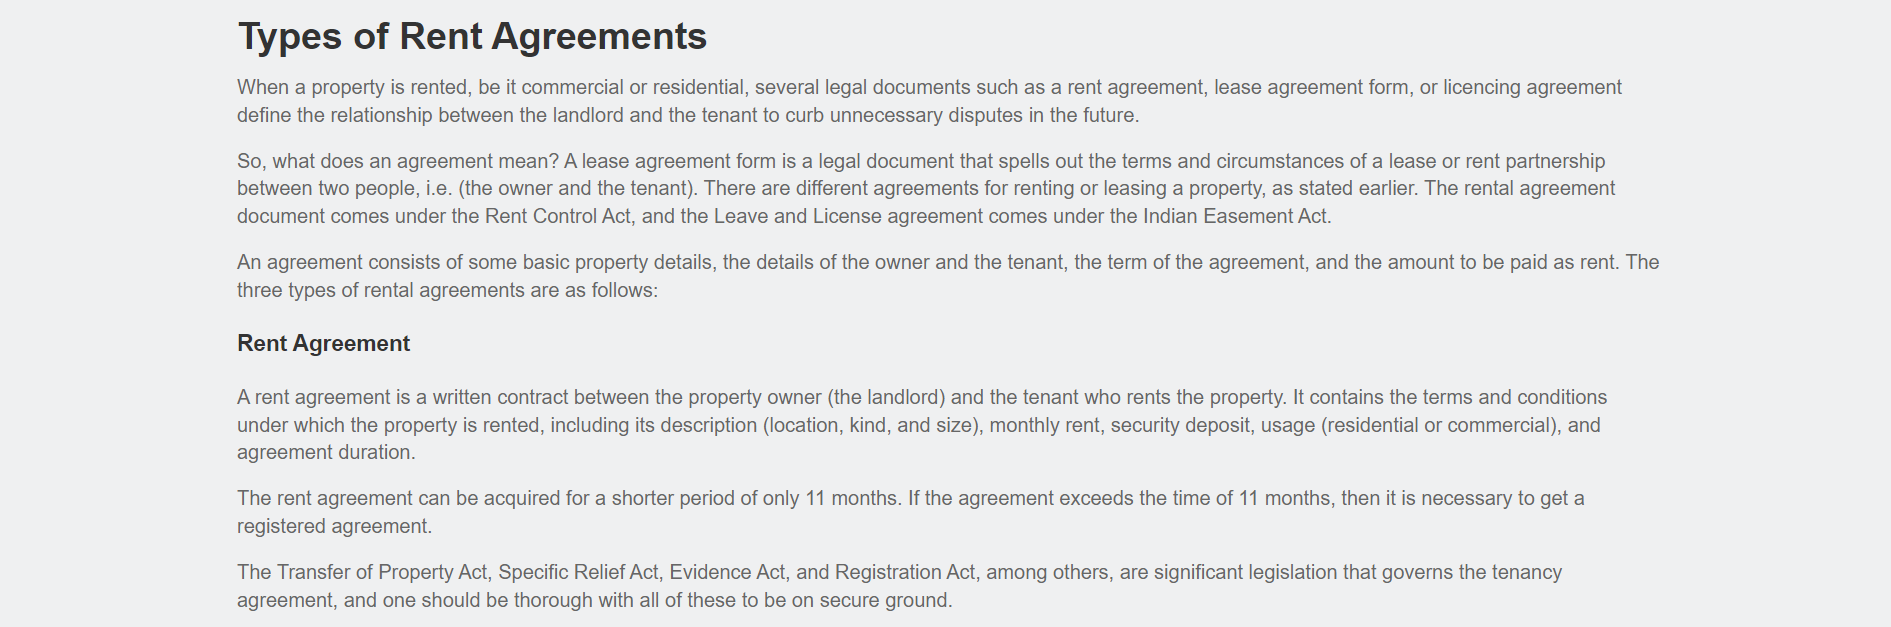 Types of Rent Agreements
When a property is rented, be it commercial or residential, several legal documents such as a rent agreement, lease agreement form, or licencing agreement
define the relationship between the landlord and the tenant to curb unnecessary disputes in the future.
So, what does an agreement mean? A lease agreement form is a legal document that spells out the terms and circumstances of a lease or rent partnership
between two people, i.e. (the owner and the tenant). There are different agreements for renting or leasing a property, as stated earlier. The rental agreement
document comes under the Rent Control Act, and the Leave and License agreement comes under the Indian Easement Act.
An agreement consists of some basic property details, the details of the owner and the tenant, the term of the agreement, and the amount to be paid as rent. The
three types of rental agreements are as follows:
Rent Agreement
A rent agreement is a written contract between the property owner (the landlord) and the tenant who rents the property. It contains the terms and conditions
under which the property is rented, including its description (location, kind, and size), monthly rent, security deposit, usage (residential or commercial), and
agreement duration.
The rent agreement can be acquired for a shorter period of only 11 months. If the agreement exceeds the time of 11 months, then it is necessary to get a
registered agreement.
The Transfer of Property Act, Specific Relief Act, Evidence Act, and Registration Act, among others, are significant legislation that governs the tenancy
agreement, and one should be thorough with all of these to be on secure ground.